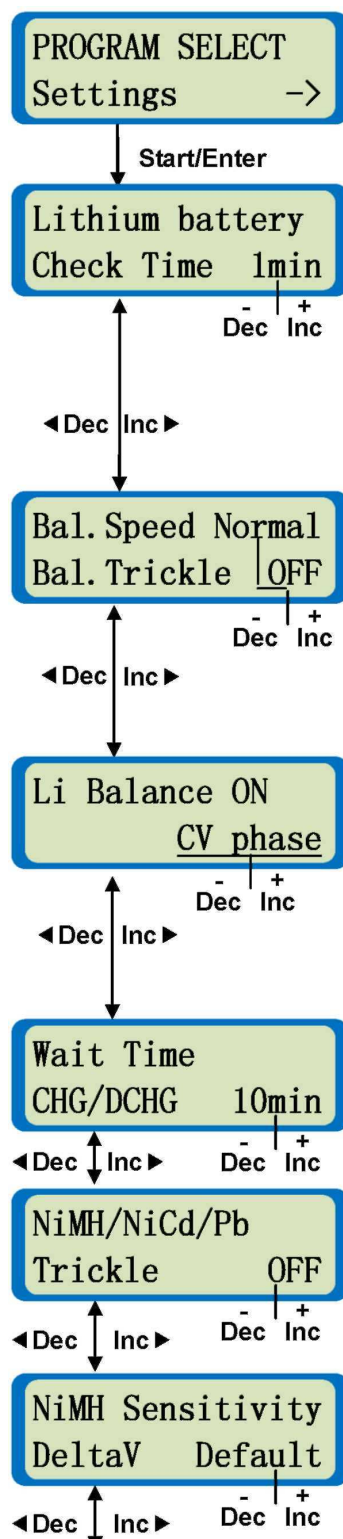 PROGRAM SELECT
Settings ->
Start/Enter
Lithium battery
Check Time 1min
- +
Dec Inc
◄Dec Inc►
Bal.Speed Normal
Bal.Trickle OFF
- +
Dec Inc
◄Dec Inc►
Li Balance ON
CV phase
- +
Dec Inc
◄Dec Inc►
Wait Time
CHG/DCHG 10min
- +
Dec Inc
◄Dec Inc►
NiMH/NiCd/Pb
Trickle OFF
- +
Dec Inc
◄Dec Inc►
NiMH Sensitivity
DeltaV Default
- +
Dec Inc
◄Dec Inc►